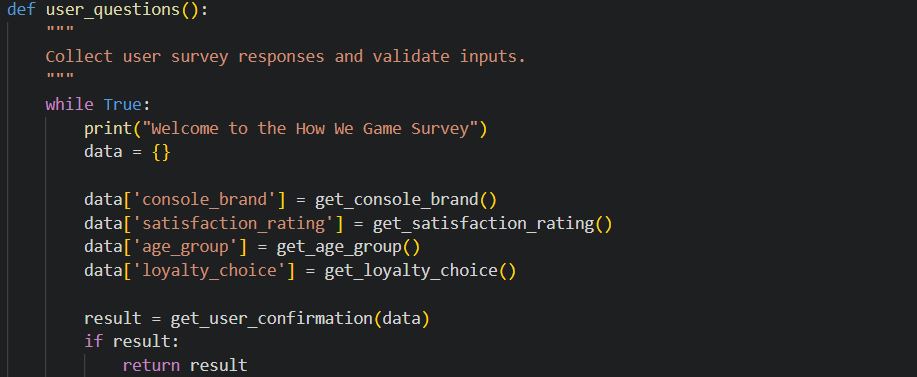 def user_questions():
    """
    Collect user survey responses and validate inputs.
    """
    while True:
        print("Welcome to the How We Game Survey")
        data = {}

        data['console_brand'] = get_console_brand()
        data['satisfaction_rating'] = get_satisfaction_rating()
        data['age_group'] = get_age_group()
        data['loyalty_choice'] = get_loyalty_choice()

        result = get_user_confirmation(data)
        if result:
            return result